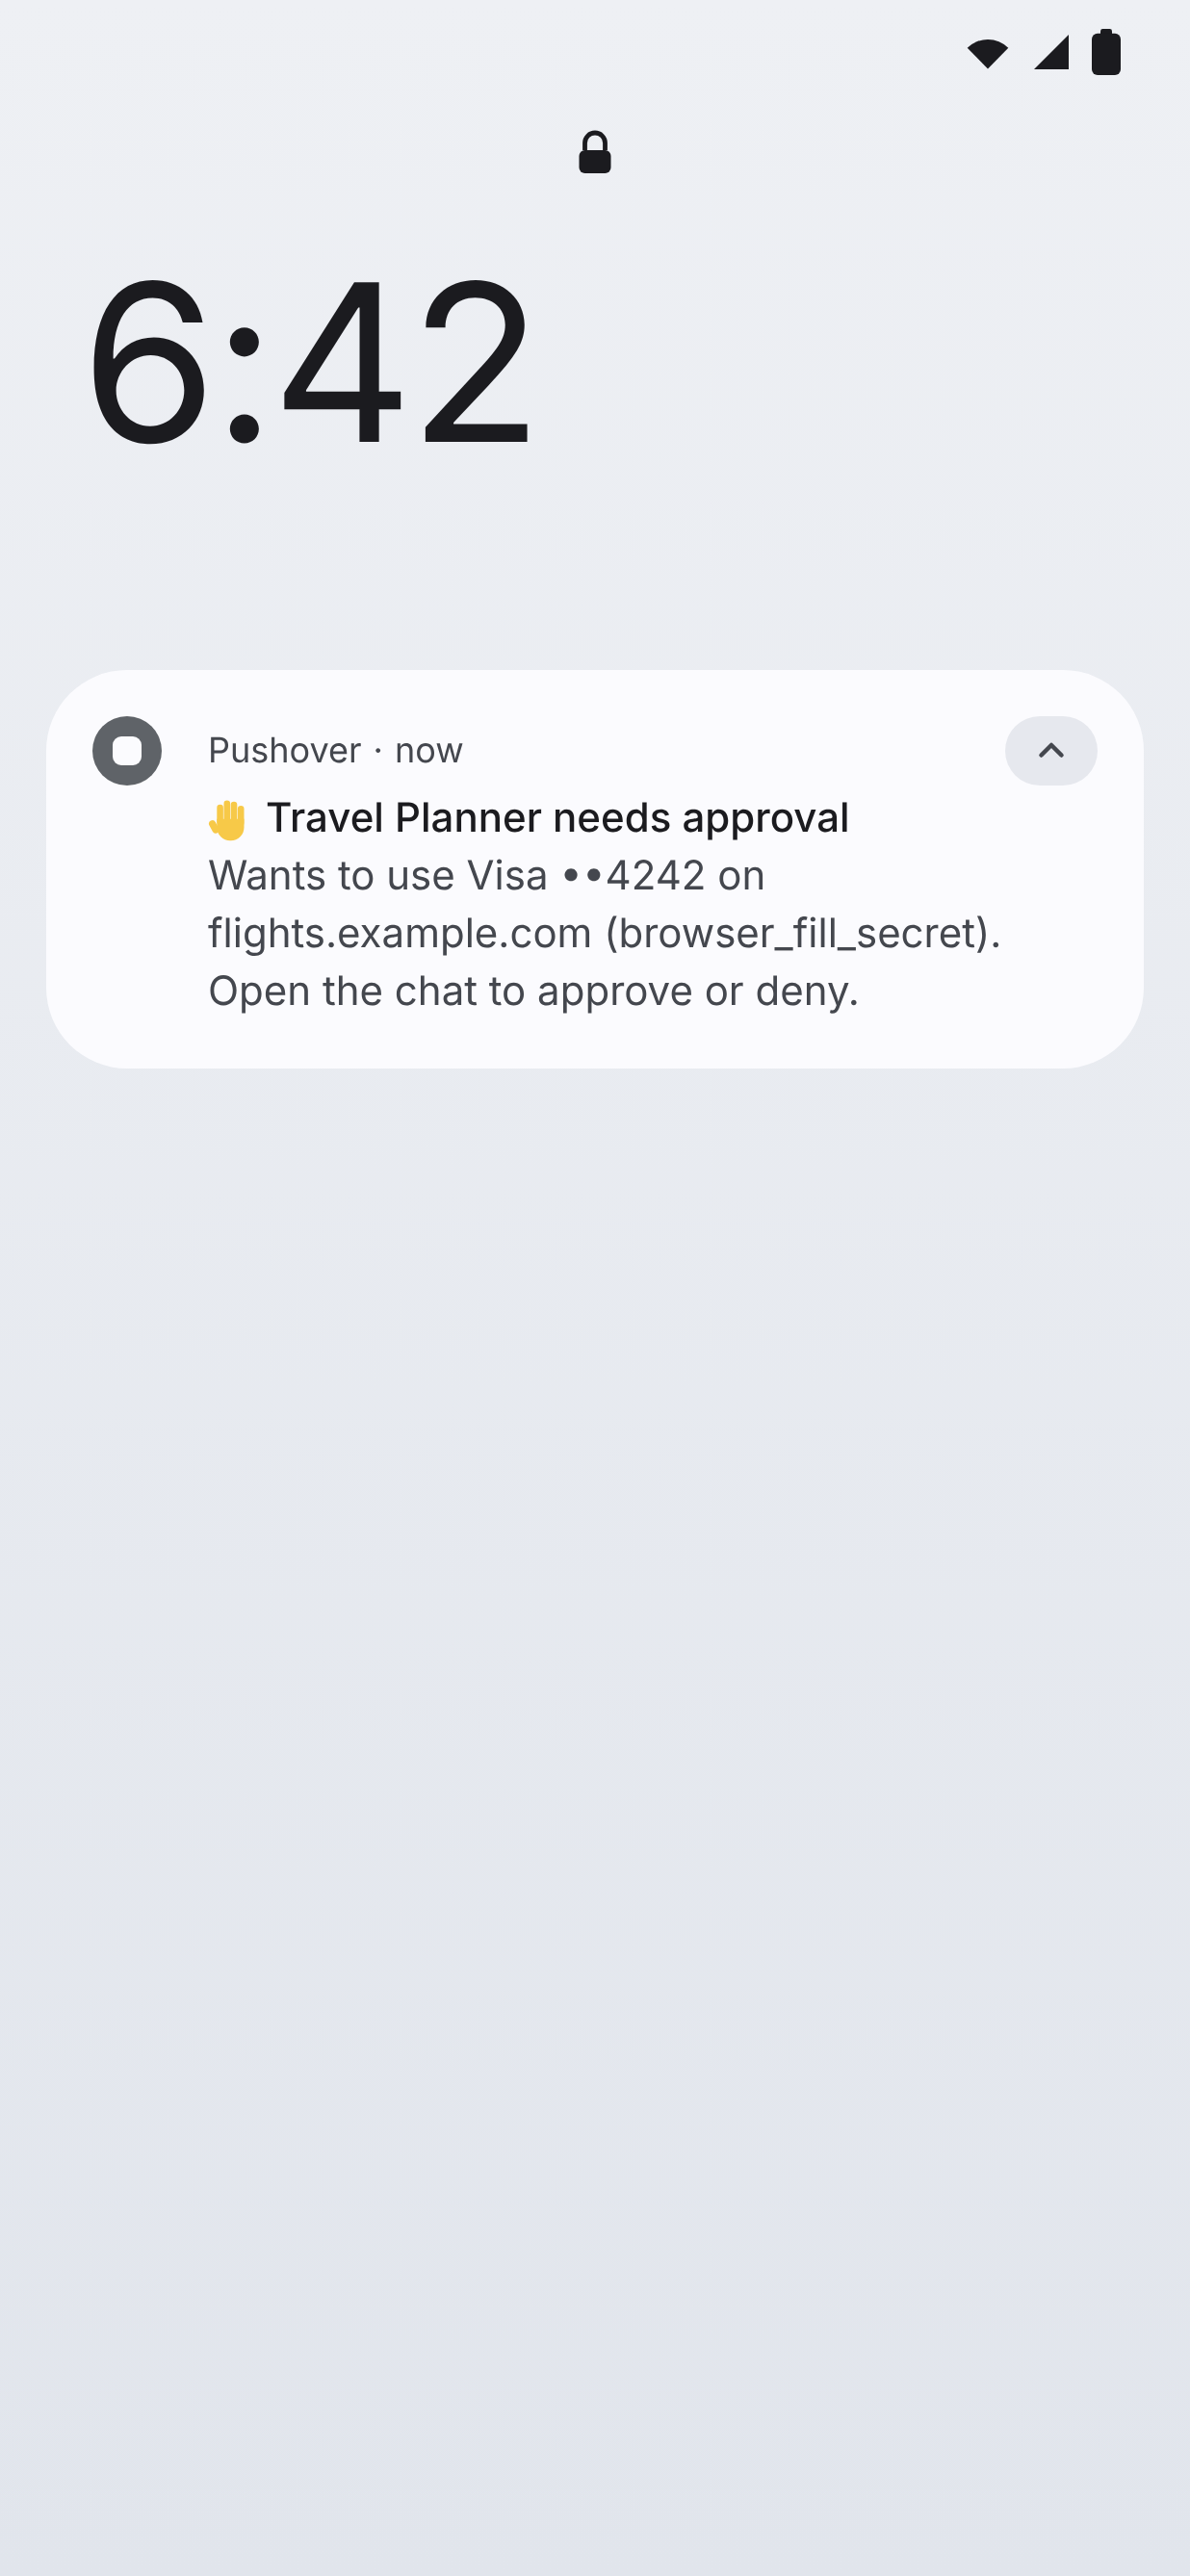 6:42
Pushover · now
👋 Travel Planner needs approval
Wants to use Visa ••4242 on
flights.example.com (browser_fill_secret).
Open the chat to approve or deny.